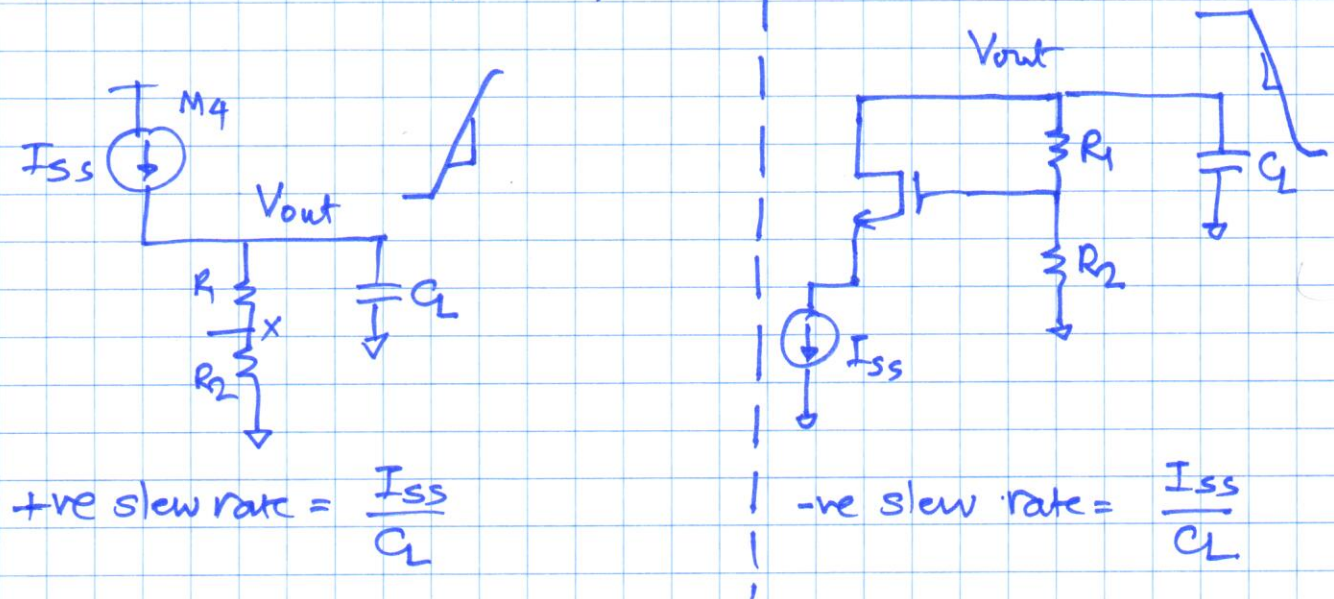 M4
Iss
Vout
R1
X
CL
R2
+ve slew rate = Iss / CL
Vout
R1
CL
R2
Iss
-ve slew rate = Iss / CL